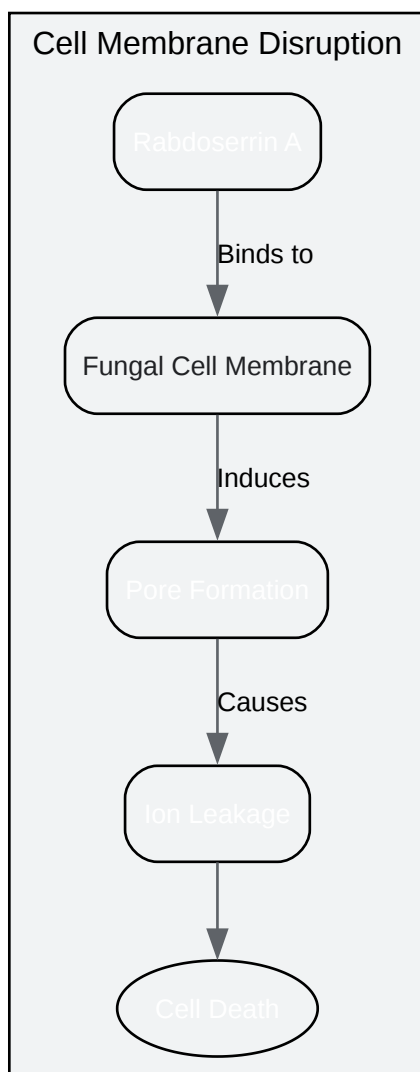 Cell Membrane Disruption
Rabdoserrin A
Binds to
Fungal Cell Membrane
Induces
Pore Formation
Causes
Ion Leakage
Cell Death